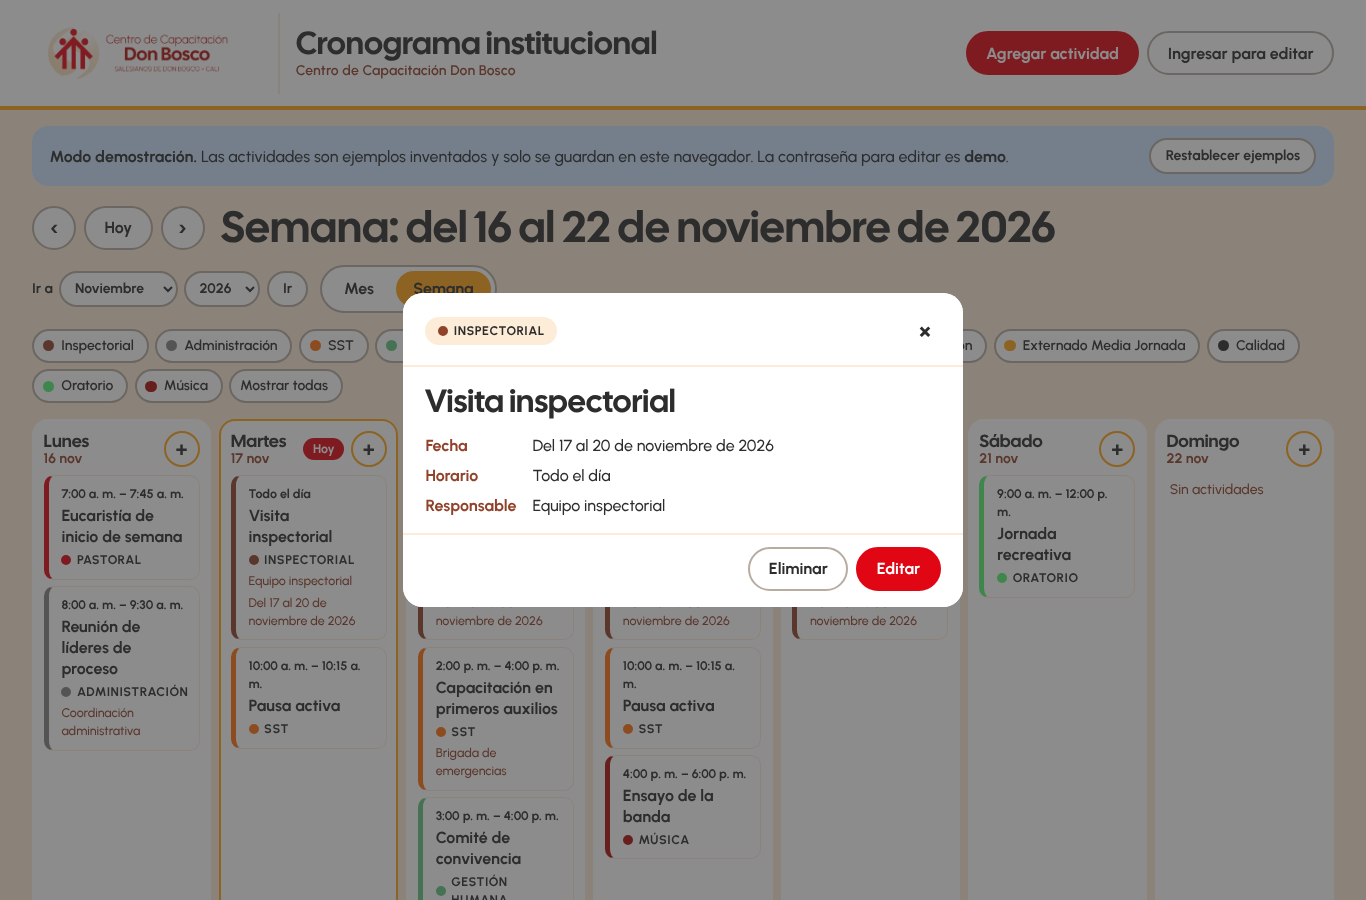 Centro de Capacitación
Don Bosco
SALESIANOS DE DON BOSCO - CALI
Cronograma institucional
Centro de Capacitación Don Bosco
Agregar actividad
Ingresar para editar
Modo demostración. Las actividades son ejemplos inventados y solo se guardan en este navegador. La contraseña para editar es demo.
Restablecer ejemplos
‹
Hoy
›
Semana: del 16 al 22 de noviembre de 2026
Ir a
Noviembre
2026
Ir
Mes
Semana
Inspectorial
Administración
SST
Externado Media Jornada
Calidad
Oratorio
Música
Mostrar todas
INSPECTORIAL
×
Visita inspectorial
Fecha Del 17 al 20 de noviembre de 2026
Horario Todo el día
Responsable Equipo inspectorial
Eliminar
Editar
Lunes
16 nov
+
7:00 a. m. – 7:45 a. m.
Eucaristía de
inicio de semana
PASTORAL
8:00 a. m. – 9:30 a. m.
Reunión de
líderes de
proceso
ADMINISTRACIÓN
Coordinación
administrativa
Martes
17 nov
Hoy
+
Todo el día
Visita
inspectorial
INSPECTORIAL
Equipo inspectorial
Del 17 al 20 de
noviembre de 2026
10:00 a. m. – 10:15 a.
m.
Pausa activa
SST
noviembre de 2026
2:00 p. m. – 4:00 p. m.
Capacitación en
primeros auxilios
SST
Brigada de
emergencias
3:00 p. m. – 4:00 p. m.
Comité de
convivencia
GESTIÓN
HUMANA
noviembre de 2026
10:00 a. m. – 10:15 a.
m.
Pausa activa
SST
4:00 p. m. – 6:00 p. m.
Ensayo de la
banda
MÚSICA
noviembre de 2026
Sábado
21 nov
+
9:00 a. m. – 12:00 p.
m.
Jornada
recreativa
ORATORIO
Domingo
22 nov
+
Sin actividades